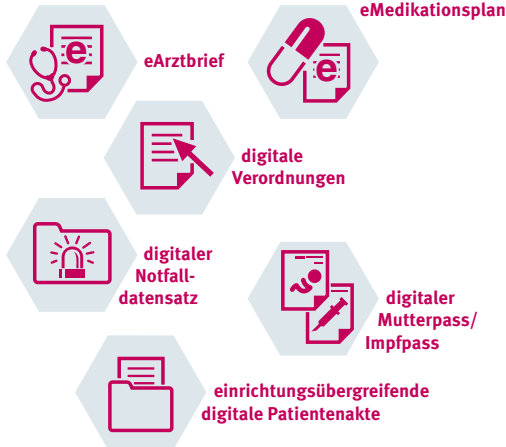 eMedikationsplan
e
eArztbrief
e
digitale
Verordnungen
digitaler
Notfall-
datensatz
digitaler
Mutterpass/
Impfpass
einrichtungsübergreifende
digitale Patientenakte